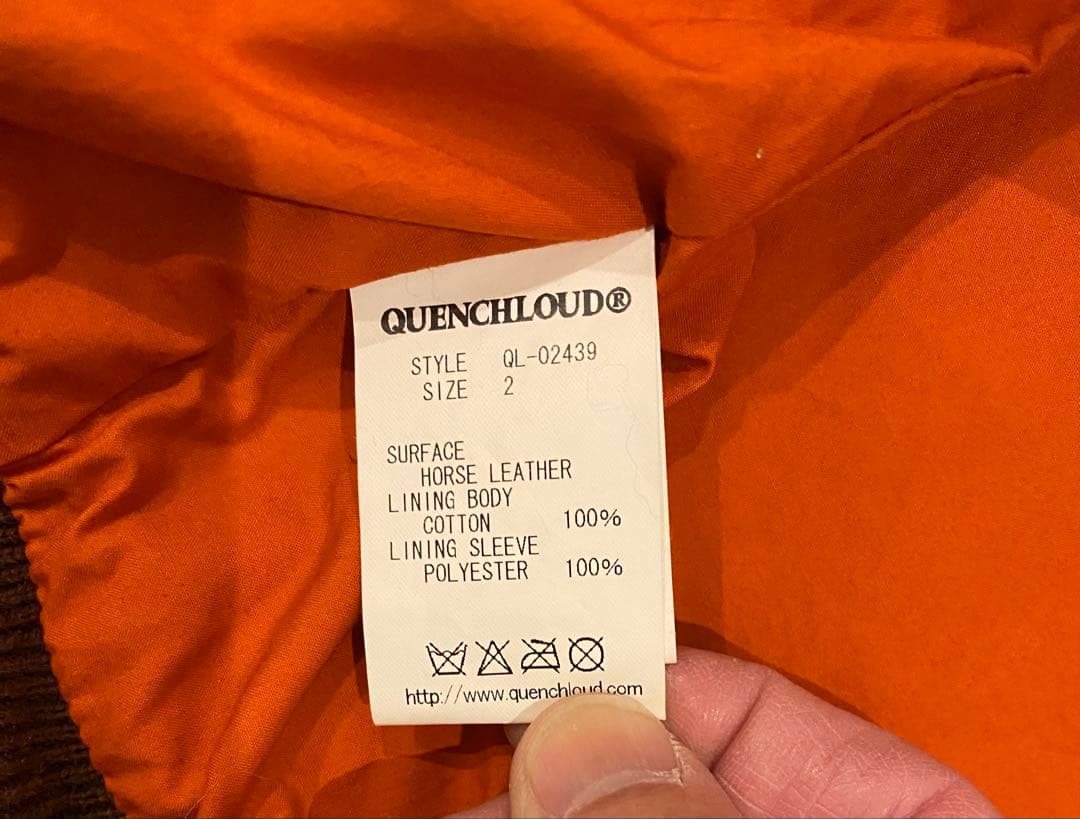 QUENCHLOUD®
STYLE QL-02439
SIZE 2
SURFACE
HORSE LEATHER
LINING BODY
COTTON 100%
LINING SLEEVE
POLYESTER 100%
http://www.quenchloud.com